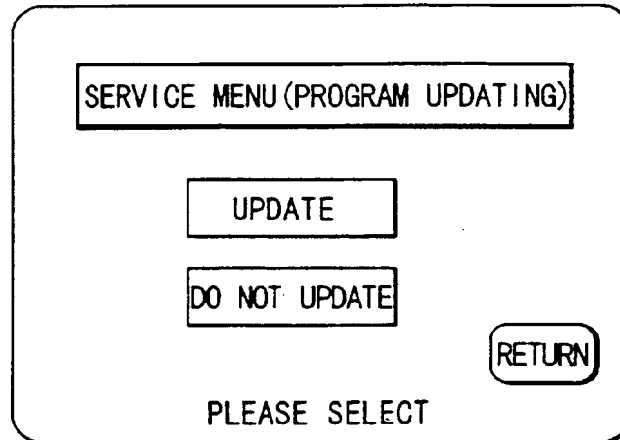 SERVICE MENU(PROGRAM UPDATING)
UPDATE
DO NOT UPDATE
RETURN
PLEASE SELECT